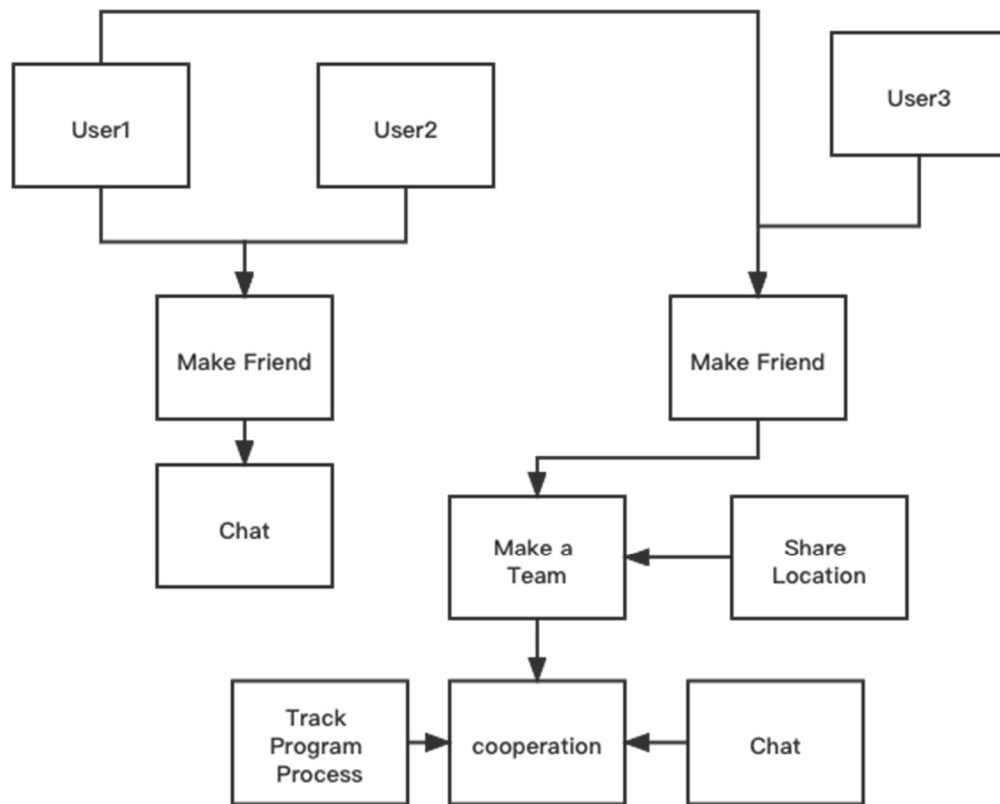 User1
User2
User3
Make Friend
Make Friend
Chat
Make a
Team
Share
Location
Track
Program
Process
cooperation
Chat